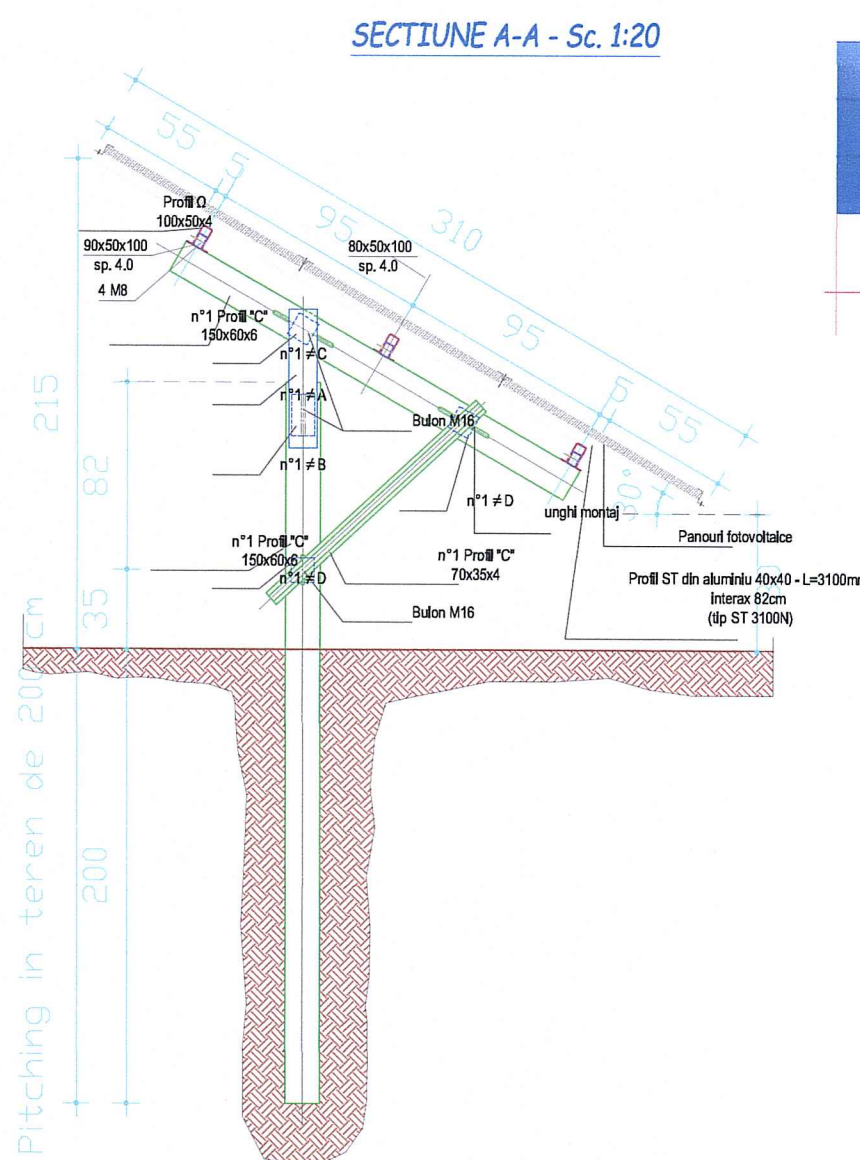 SECTIUNE A-A - Sc. 1:20
55
5
95
310
95
5
55
Profil Ω
100x50x4
90x50x100
sp. 4.0
4 M8
80x50x100
sp. 4.0
n°1 Profil "C"
150x60x6
n°1 ≠ C
n°1 ≠ A
Bulon M16
n°1 ≠ B
n°1 ≠ D
unghi montaj
30°
Panouri fotovoltaice
n°1 Profil "C"
150x60x6
n°1 ≠ D
n°1 Profil "C"
70x35x4
Bulon M16
Profil ST din aluminiu 40x40 - L=3100mm
interax 82cm
(tip ST 3100N)
215
82
35
200
Pitching in teren de 200 cm